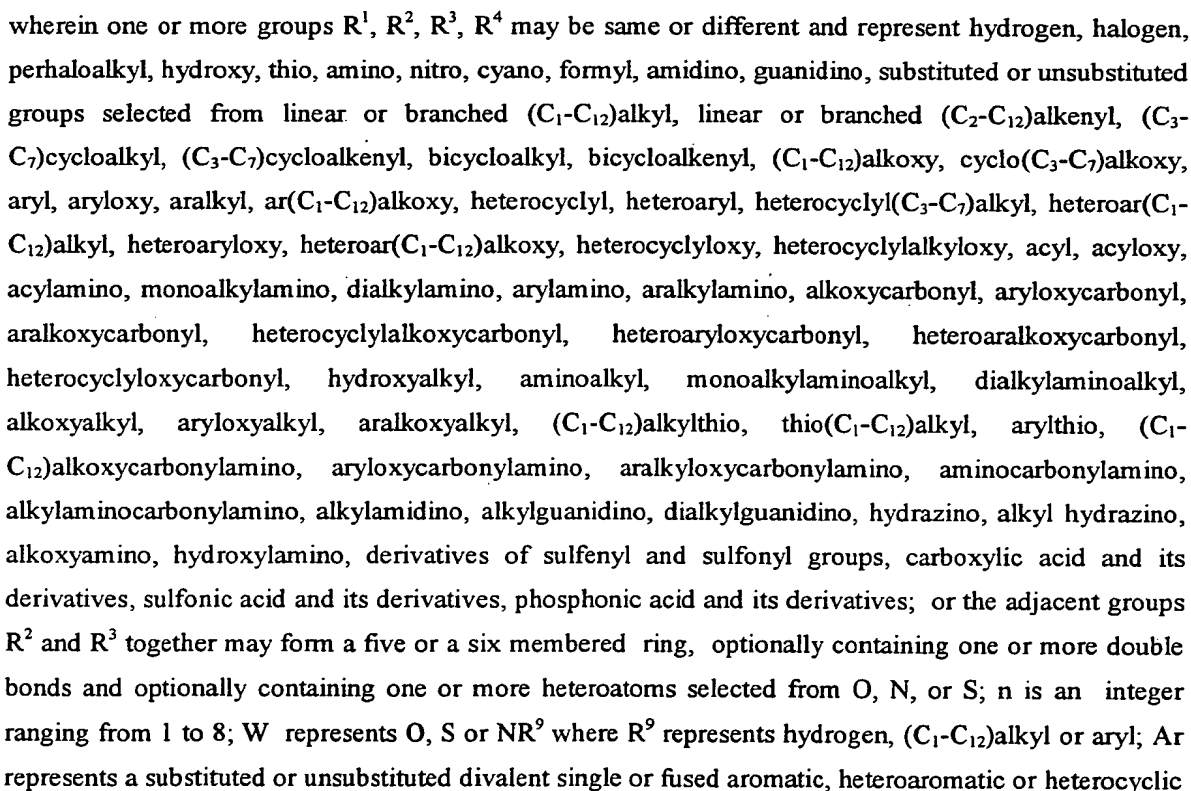 wherein one or more groups R¹, R², R³, R⁴ may be same or different and represent hydrogen, halogen,
perhaloalkyl, hydroxy, thio, amino, nitro, cyano, formyl, amidino, guanidino, substituted or unsubstituted
groups selected from linear or branched (C₁-C₁₂)alkyl, linear or branched (C₂-C₁₂)alkenyl, (C₃-
C₇)cycloalkyl, (C₃-C₇)cycloalkenyl, bicycloalkyl, bicycloalkenyl, (C₁-C₁₂)alkoxy, cyclo(C₃-C₇)alkoxy,
aryl, aryloxy, aralkyl, ar(C₁-C₁₂)alkoxy, heterocyclyl, heteroaryl, heterocyclyl(C₃-C₇)alkyl, heteroar(C₁-
C₁₂)alkyl, heteroaryloxy, heteroar(C₁-C₁₂)alkoxy, heterocyclyloxy, heterocyclylalkyloxy, acyl, acyloxy,
acylamino, monoalkylamino, dialkylamino, arylamino, aralkylamino, alkoxycarbonyl, aryloxycarbonyl,
aralkoxycarbonyl, heterocyclylalkoxycarbonyl, heteroaryloxycarbonyl, heteroaralkoxycarbonyl,
heterocyclyloxycarbonyl, hydroxyalkyl, aminoalkyl, monoalkylaminoalkyl, dialkylaminoalkyl,
alkoxyalkyl, aryloxyalkyl, aralkoxyalkyl, (C₁-C₁₂)alkylthio, thio(C₁-C₁₂)alkyl, arylthio, (C₁-
C₁₂)alkoxycarbonylamino, aryloxycarbonylamino, aralkyloxycarbonylamino, aminocarbonylamino,
alkylaminocarbonylamino, alkylamidino, alkylguanidino, dialkylguanidino, hydrazino, alkyl hydrazino,
alkoxyamino, hydroxylamino, derivatives of sulfenyl and sulfonyl groups, carboxylic acid and its
derivatives, sulfonic acid and its derivatives, phosphonic acid and its derivatives; or the adjacent groups
R² and R³ together may form a five or a six membered ring, optionally containing one or more double
bonds and optionally containing one or more heteroatoms selected from O, N, or S; n is an integer
ranging from 1 to 8; W represents O, S or NR⁹ where R⁹ represents hydrogen, (C₁-C₁₂)alkyl or aryl; Ar
represents a substituted or unsubstituted divalent single or fused aromatic, heteroaromatic or heterocyclic